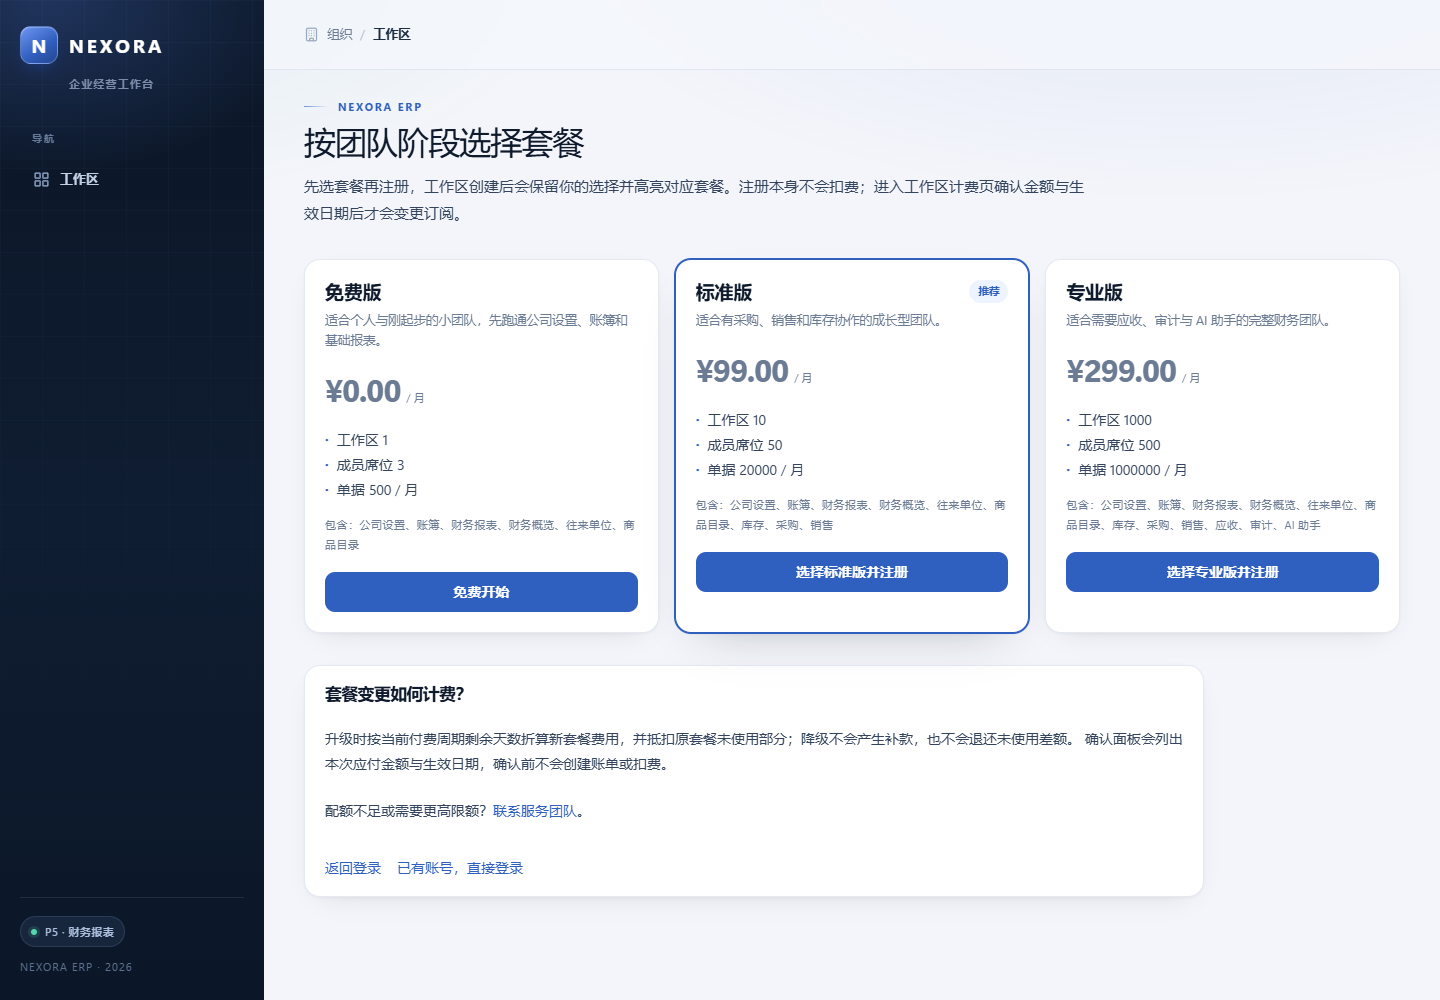 N NEXORA
企业经营工作台
导航
工作区
P5 · 财务报表
NEXORA ERP · 2026
组织 / 工作区
NEXORA ERP
按团队阶段选择套餐
先选套餐再注册，工作区创建后会保留你的选择并高亮对应套餐。注册本身不会扣费；进入工作区计费页确认金额与生
效日期后才会变更订阅。
免费版
适合个人与刚起步的小团队，先跑通公司设置、账簿和
基础报表。
¥0.00 / 月
· 工作区 1
· 成员席位 3
· 单据 500 / 月
包含：公司设置、账簿、财务报表、财务概览、往来单位、商
品目录
免费开始
标准版
推荐
适合有采购、销售和库存协作的成长型团队。
¥99.00 / 月
· 工作区 10
· 成员席位 50
· 单据 20000 / 月
包含：公司设置、账簿、财务报表、财务概览、往来单位、商
品目录、库存、采购、销售
选择标准版并注册
专业版
适合需要应收、审计与 AI 助手的完整财务团队。
¥299.00 / 月
· 工作区 1000
· 成员席位 500
· 单据 1000000 / 月
包含：公司设置、账簿、财务报表、财务概览、往来单位、商
品目录、库存、采购、销售、应收、审计、AI 助手
选择专业版并注册
套餐变更如何计费？
升级时按当前付费周期剩余天数折算新套餐费用，并抵扣原套餐未使用部分；降级不会产生补款，也不会退还未使用差额。 确认面板会列出
本次应付金额与生效日期，确认前不会创建账单或扣费。
配额不足或需要更高限额？联系服务团队。
返回登录 已有账号，直接登录